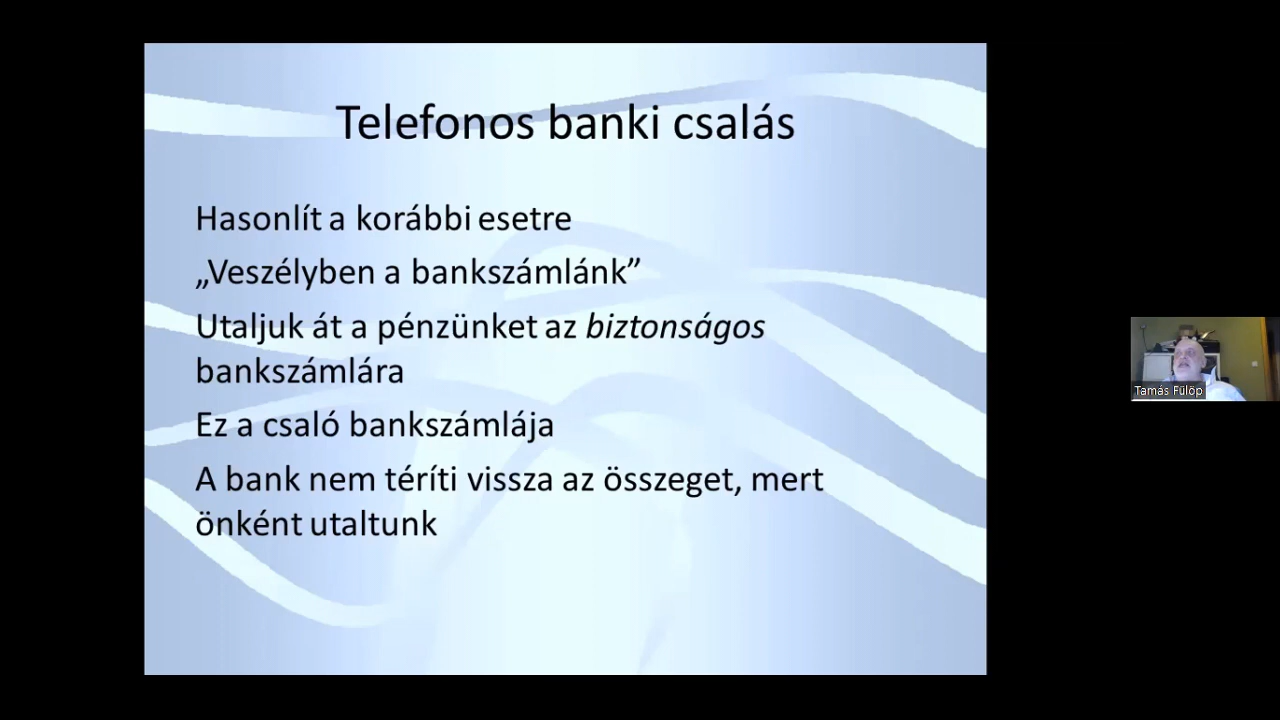 Telefonos banki csalás
Hasonlít a korábbi esetre
„Veszélyben a bankszámlánk”
Utaljuk át a pénzünket az biztonságos
bankszámlára
Ez a csaló bankszámlája
A bank nem téríti vissza az összeget, mert
önként utaltunk
Tamás Fülöp